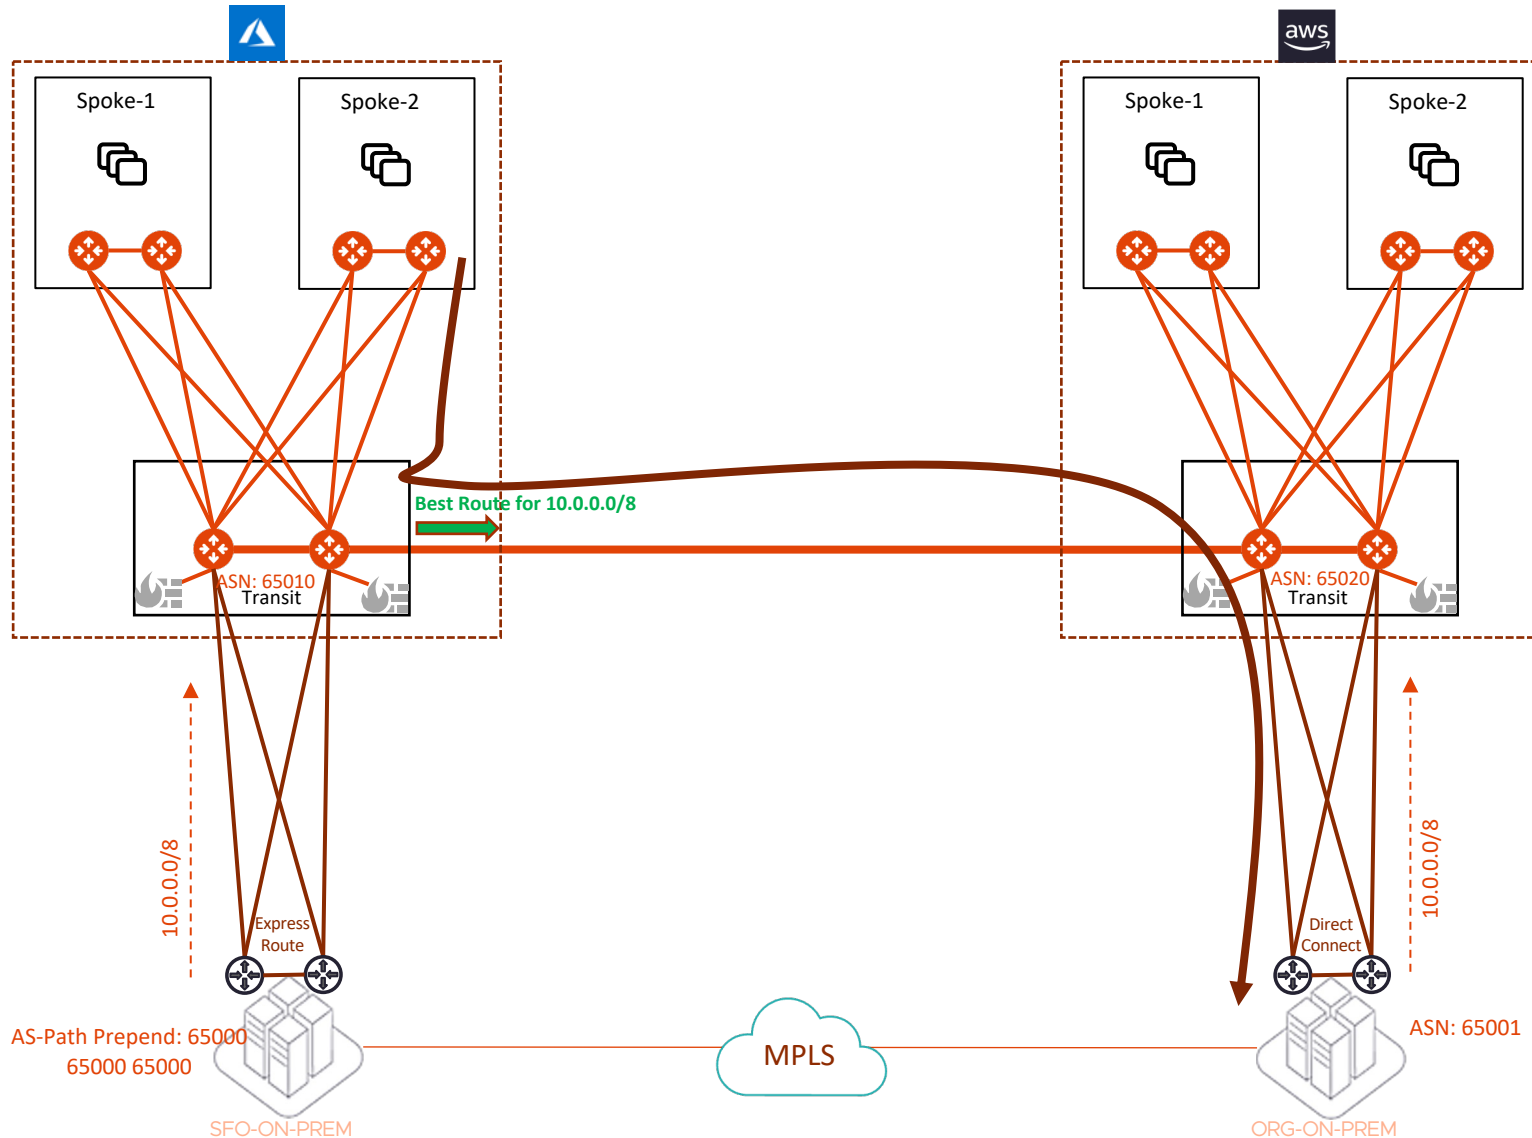 aws
Spoke-1
Spoke-2
Spoke-1
Spoke-2
Best Route for 10.0.0.0/8
ASN: 65010
Transit
ASN: 65020
Transit
10.0.0.0/8
10.0.0.0/8
Express
Route
Direct
Connect
AS-Path Prepend: 65000
65000 65000
MPLS
ASN: 65001
SFO-ON-PREM
ORG-ON-PREM